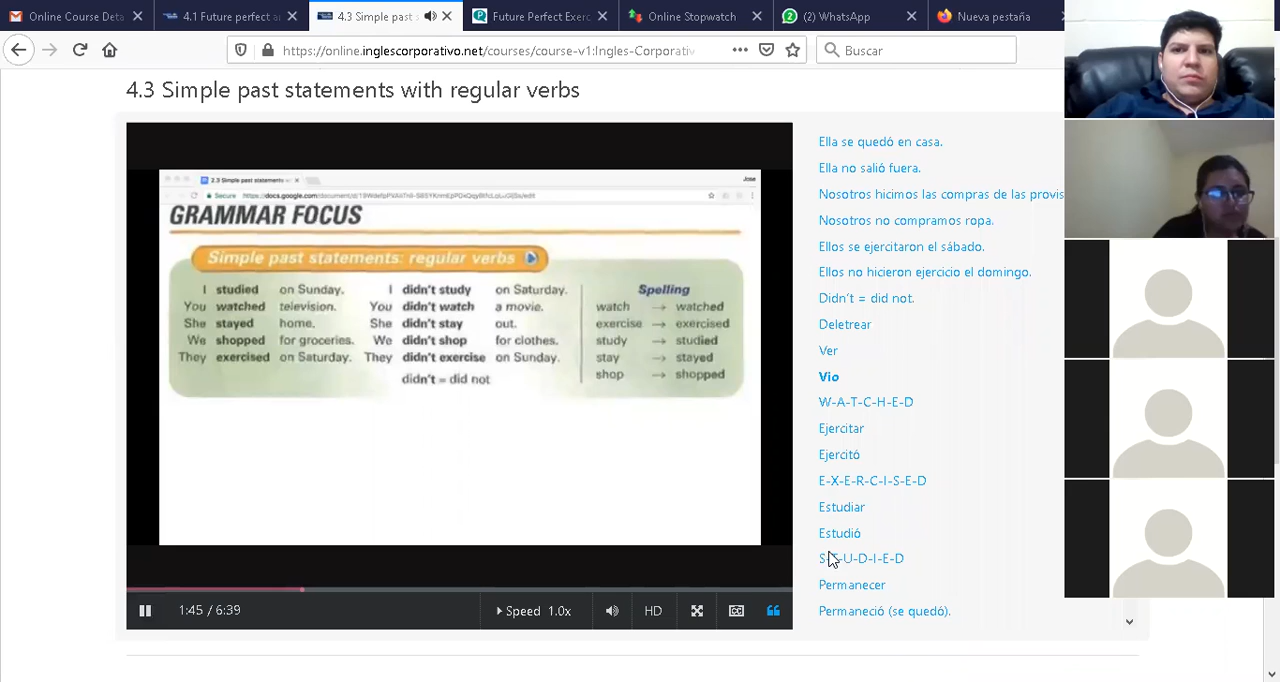 Online Course Deta
4.1 Future perfect a
4.3 Simple past s
Future Perfect Exerc
Online Stopwatch
(2) WhatsApp
Nueva pestaña
https://online.inglescorporativo.net/courses/course-v1:Ingles-Corporativ
Buscar
4.3 Simple past statements with regular verbs
2.3 Simple past statements w
Jose
Secure
GRAMMAR FOCUS
Simple past statements: regular verbs
I studied on Sunday. I didn't study on Saturday.
You watched television. You didn't watch a movie.
She stayed home. She didn't stay out.
We shopped for groceries. We didn't shop for clothes.
They exercised on Saturday. They didn't exercise on Sunday.
didn't = did not
Spelling
watch → watched
exercise → exercised
study → studied
stay → stayed
shop → shopped
Ella se quedó en casa.
Ella no salió fuera.
Nosotros hicimos las compras de las provis
Nosotros no compramos ropa.
Ellos se ejercitaron el sábado.
Ellos no hicieron ejercicio el domingo.
Didn't = did not.
Deletrear
Ver
Vio
W-A-T-C-H-E-D
Ejercitar
Ejercitó
E-X-E-R-C-I-S-E-D
Estudiar
Estudió
S-T-U-D-I-E-D
Permanecer
Permaneció (se quedó).
1:45 / 6:39
Speed 1.0x
HD